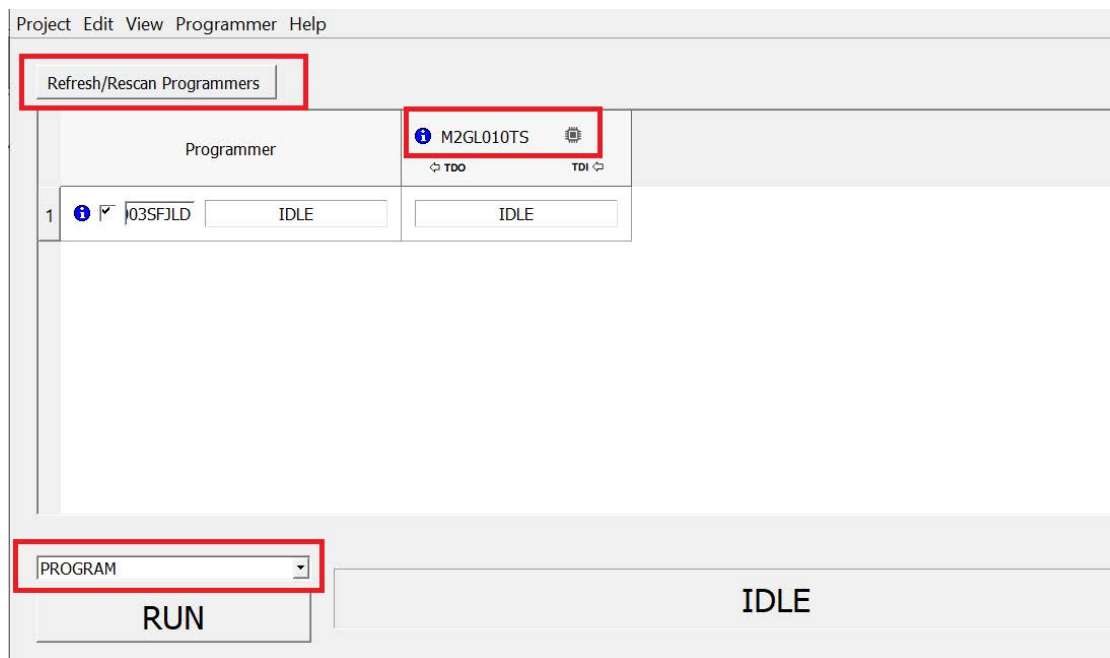 Project Edit View Programmer Help
Refresh/Rescan Programmers
Programmer
M2GL010TS
TDO TDI
1 03SFJLD IDLE IDLE
PROGRAM
RUN
IDLE